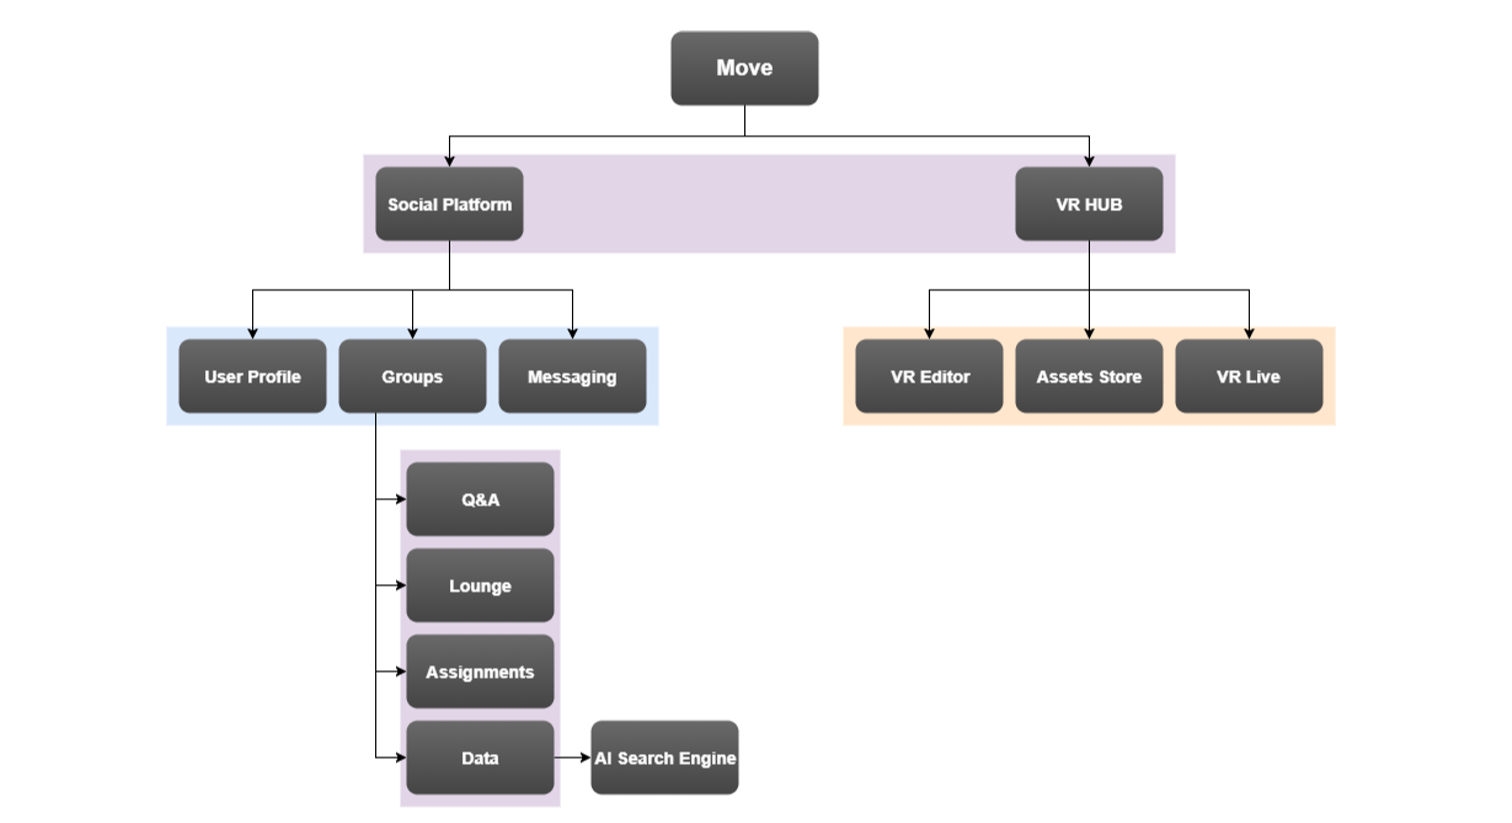 Move
Social Platform
VR HUB
User Profile
Groups
Messaging
VR Editor
Assets Store
VR Live
Q&A
Lounge
Assignments
Data
AI Search Engine